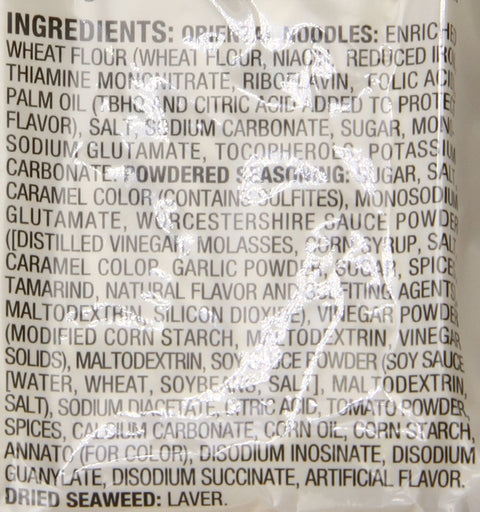 INGREDIENTS: ORIENTAL NOODLES: ENRICHED
WHEAT FLOUR (WHEAT FLOUR, NIACIN, REDUCED IRON,
THIAMINE MONONITRATE, RIBOFLAVIN, FOLIC ACID),
PALM OIL (TBHQ AND CITRIC ACID ADDED TO PROTECT
FLAVOR), SALT, SODIUM CARBONATE, SUGAR, MONO
SODIUM GLUTAMATE, TOCOPHEROLS, POTASSIUM
CARBONATE. POWDERED SEASONING: SUGAR, SALT,
CARAMEL COLOR (CONTAINS SULFITES), MONOSODIUM
GLUTAMATE, WORCESTERSHIRE SAUCE POWDER
([DISTILLED VINEGAR, MOLASSES, CORN SYRUP, SALT,
CARAMEL COLOR, GARLIC POWDER, SUGAR, SPICES,
TAMARIND, NATURAL FLAVOR AND SULFITING AGENTS],
MALTODEXTRIN, SILICON DIOXIDE), VINEGAR POWDER
(MODIFIED CORN STARCH, MALTODEXTRIN, VINEGAR
SOLIDS), MALTODEXTRIN, SOY SAUCE POWDER (SOY SAUCE
[WATER, WHEAT, SOYBEANS, SALT], MALTODEXTRIN,
SALT), SODIUM DIACETATE, CITRIC ACID, TOMATO POWDER,
SPICES, CALCIUM CARBONATE, CORN OIL, CORN STARCH,
ANNATO (FOR COLOR), DISODIUM INOSINATE, DISODIUM
GUANYLATE, DISODIUM SUCCINATE, ARTIFICIAL FLAVOR.
DRIED SEAWEED: LAVER.